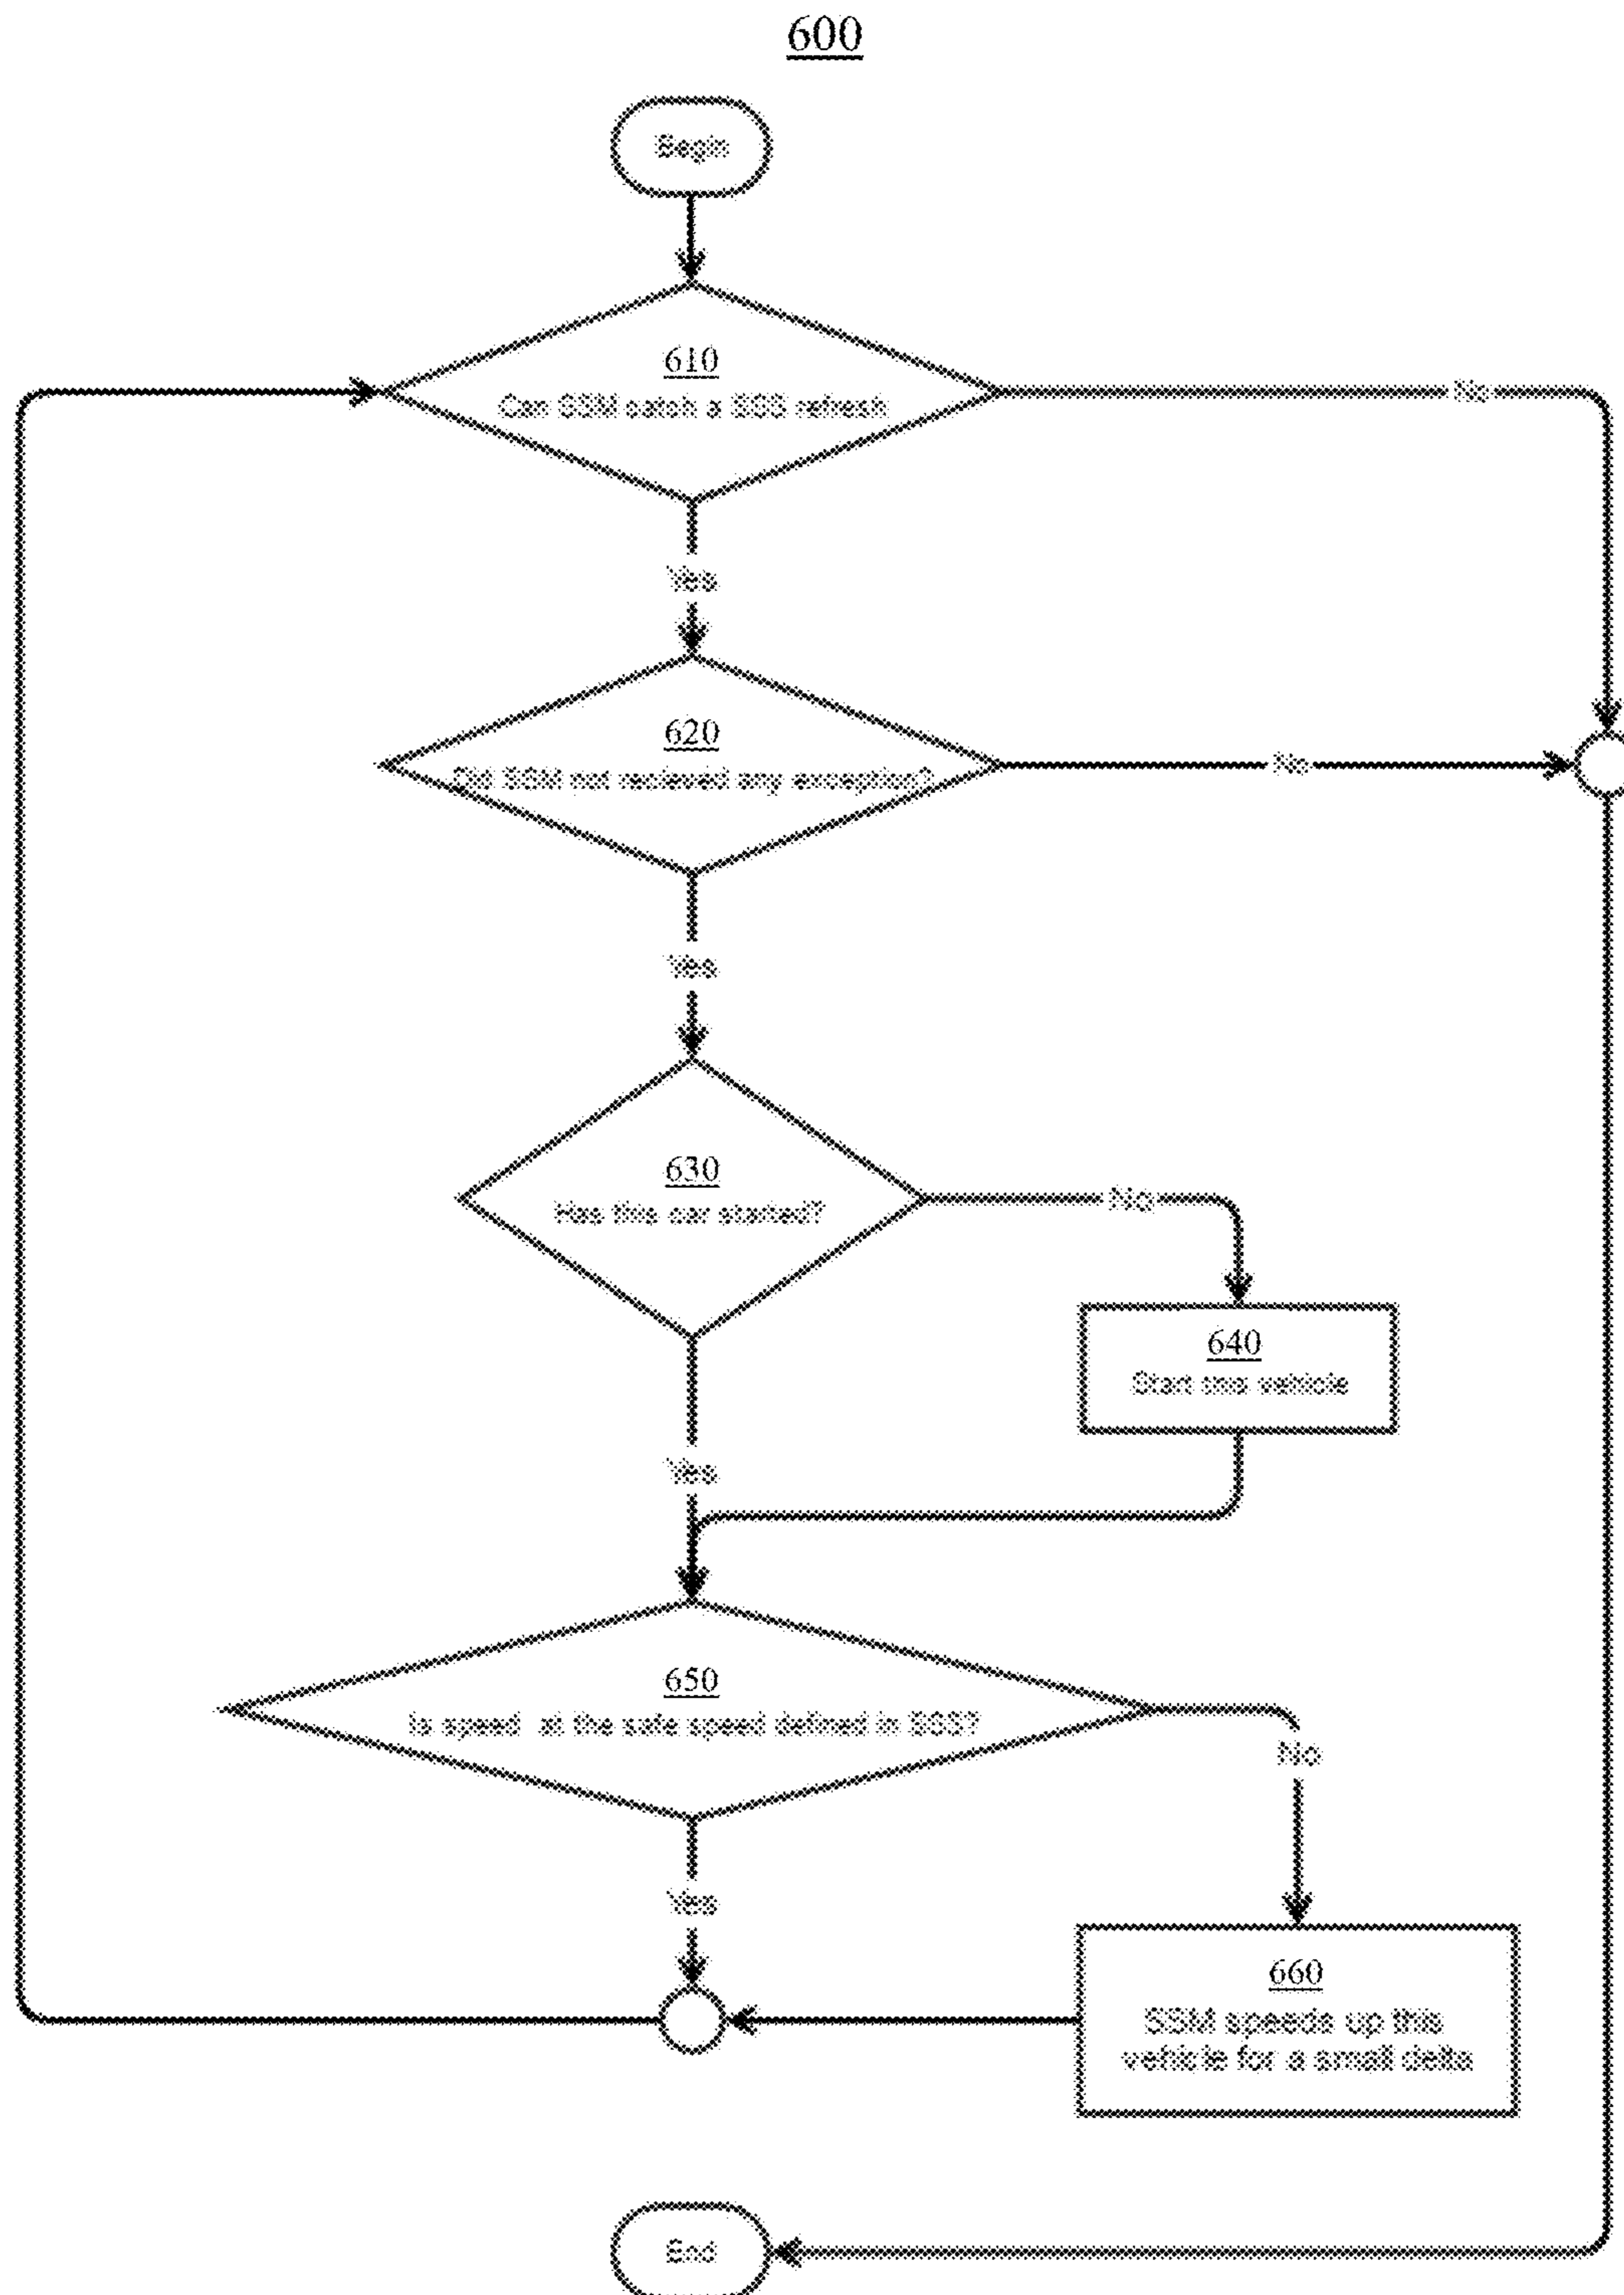 600
Begin
610
Can SSM catch a SSS refresh
No
Yes
620
Did SSM not recieved any exception?
No
Yes
630
Has this car started?
No
640
Start this vehicle
Yes
650
Is speed at the safe speed defined in SSS?
No
Yes
660
SSM speeds up this
vehicle for a small delta
End